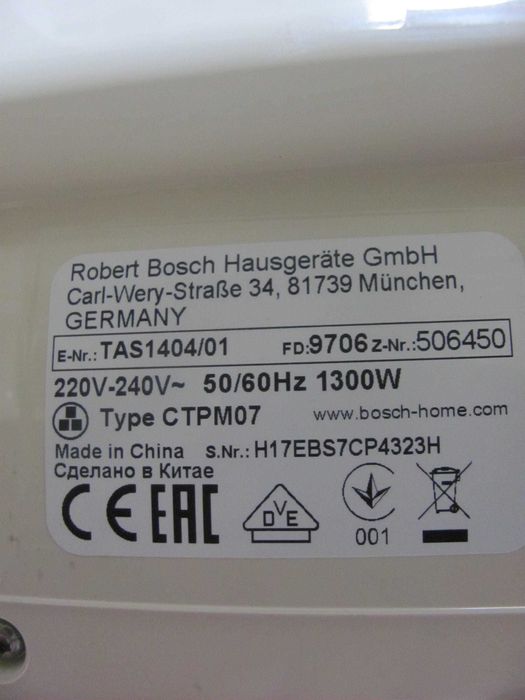 Robert Bosch Hausgeräte GmbH
Carl-Wery-Straße 34, 81739 München,
GERMANY
E-Nr.: TAS1404/01 FD:9706 Z-Nr.:506450
220V-240V~ 50/60Hz 1300W
Type CTPM07 www.bosch-home.com
Made in China S.Nr.: H17EBS7CP4323H
Сделано в Китае
CE EAC DVE 001